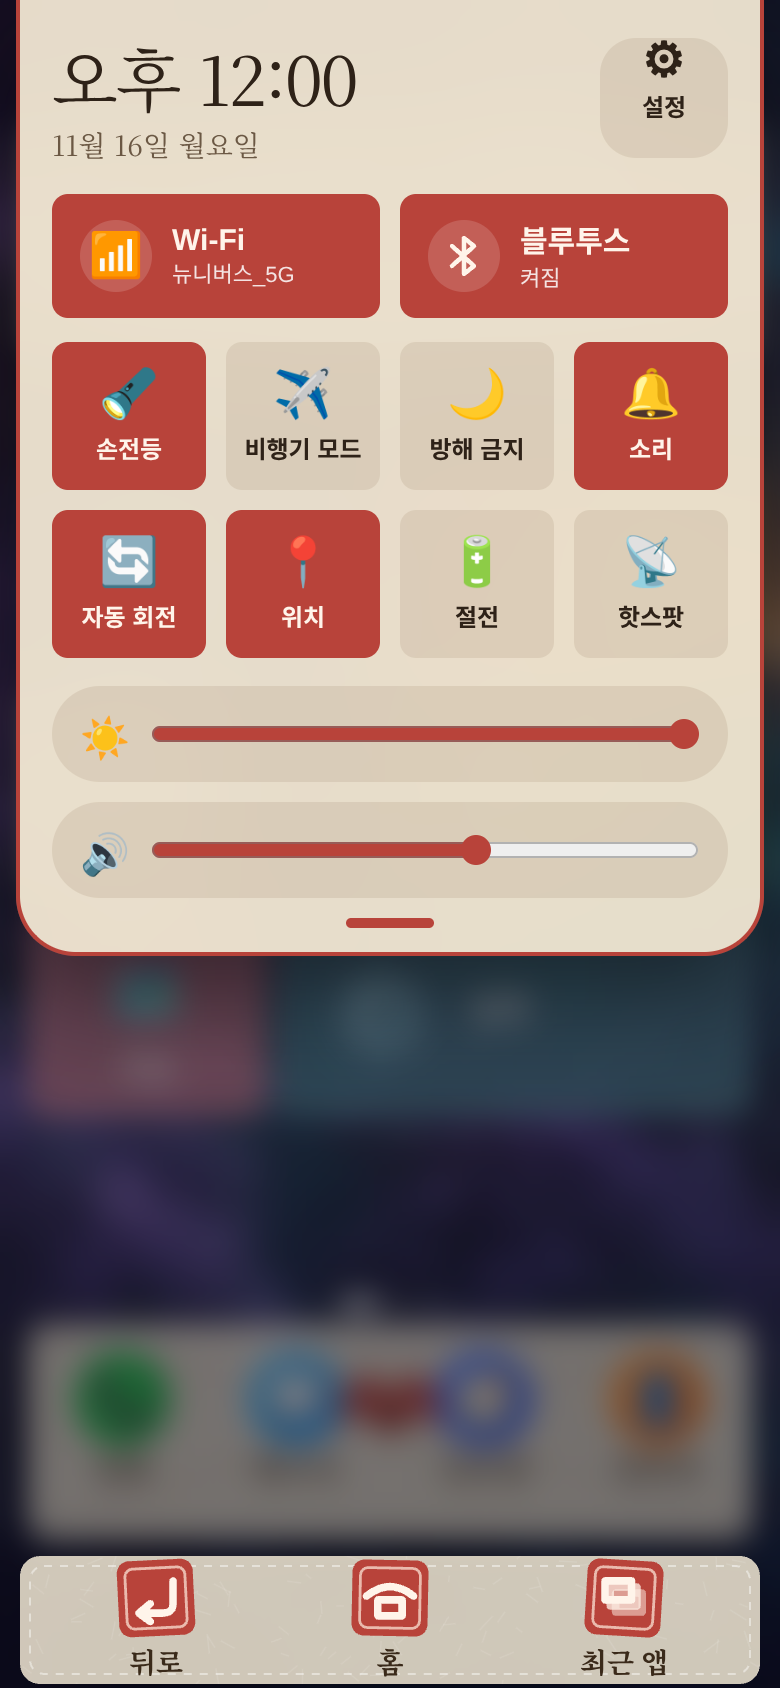 오후 12:00
11월 16일 월요일
설정
Wi-Fi
뉴니버스_5G
블루투스
켜짐
손전등
비행기 모드
방해 금지
소리
자동 회전
위치
절전
핫스팟
뒤로
홈
최근 앱